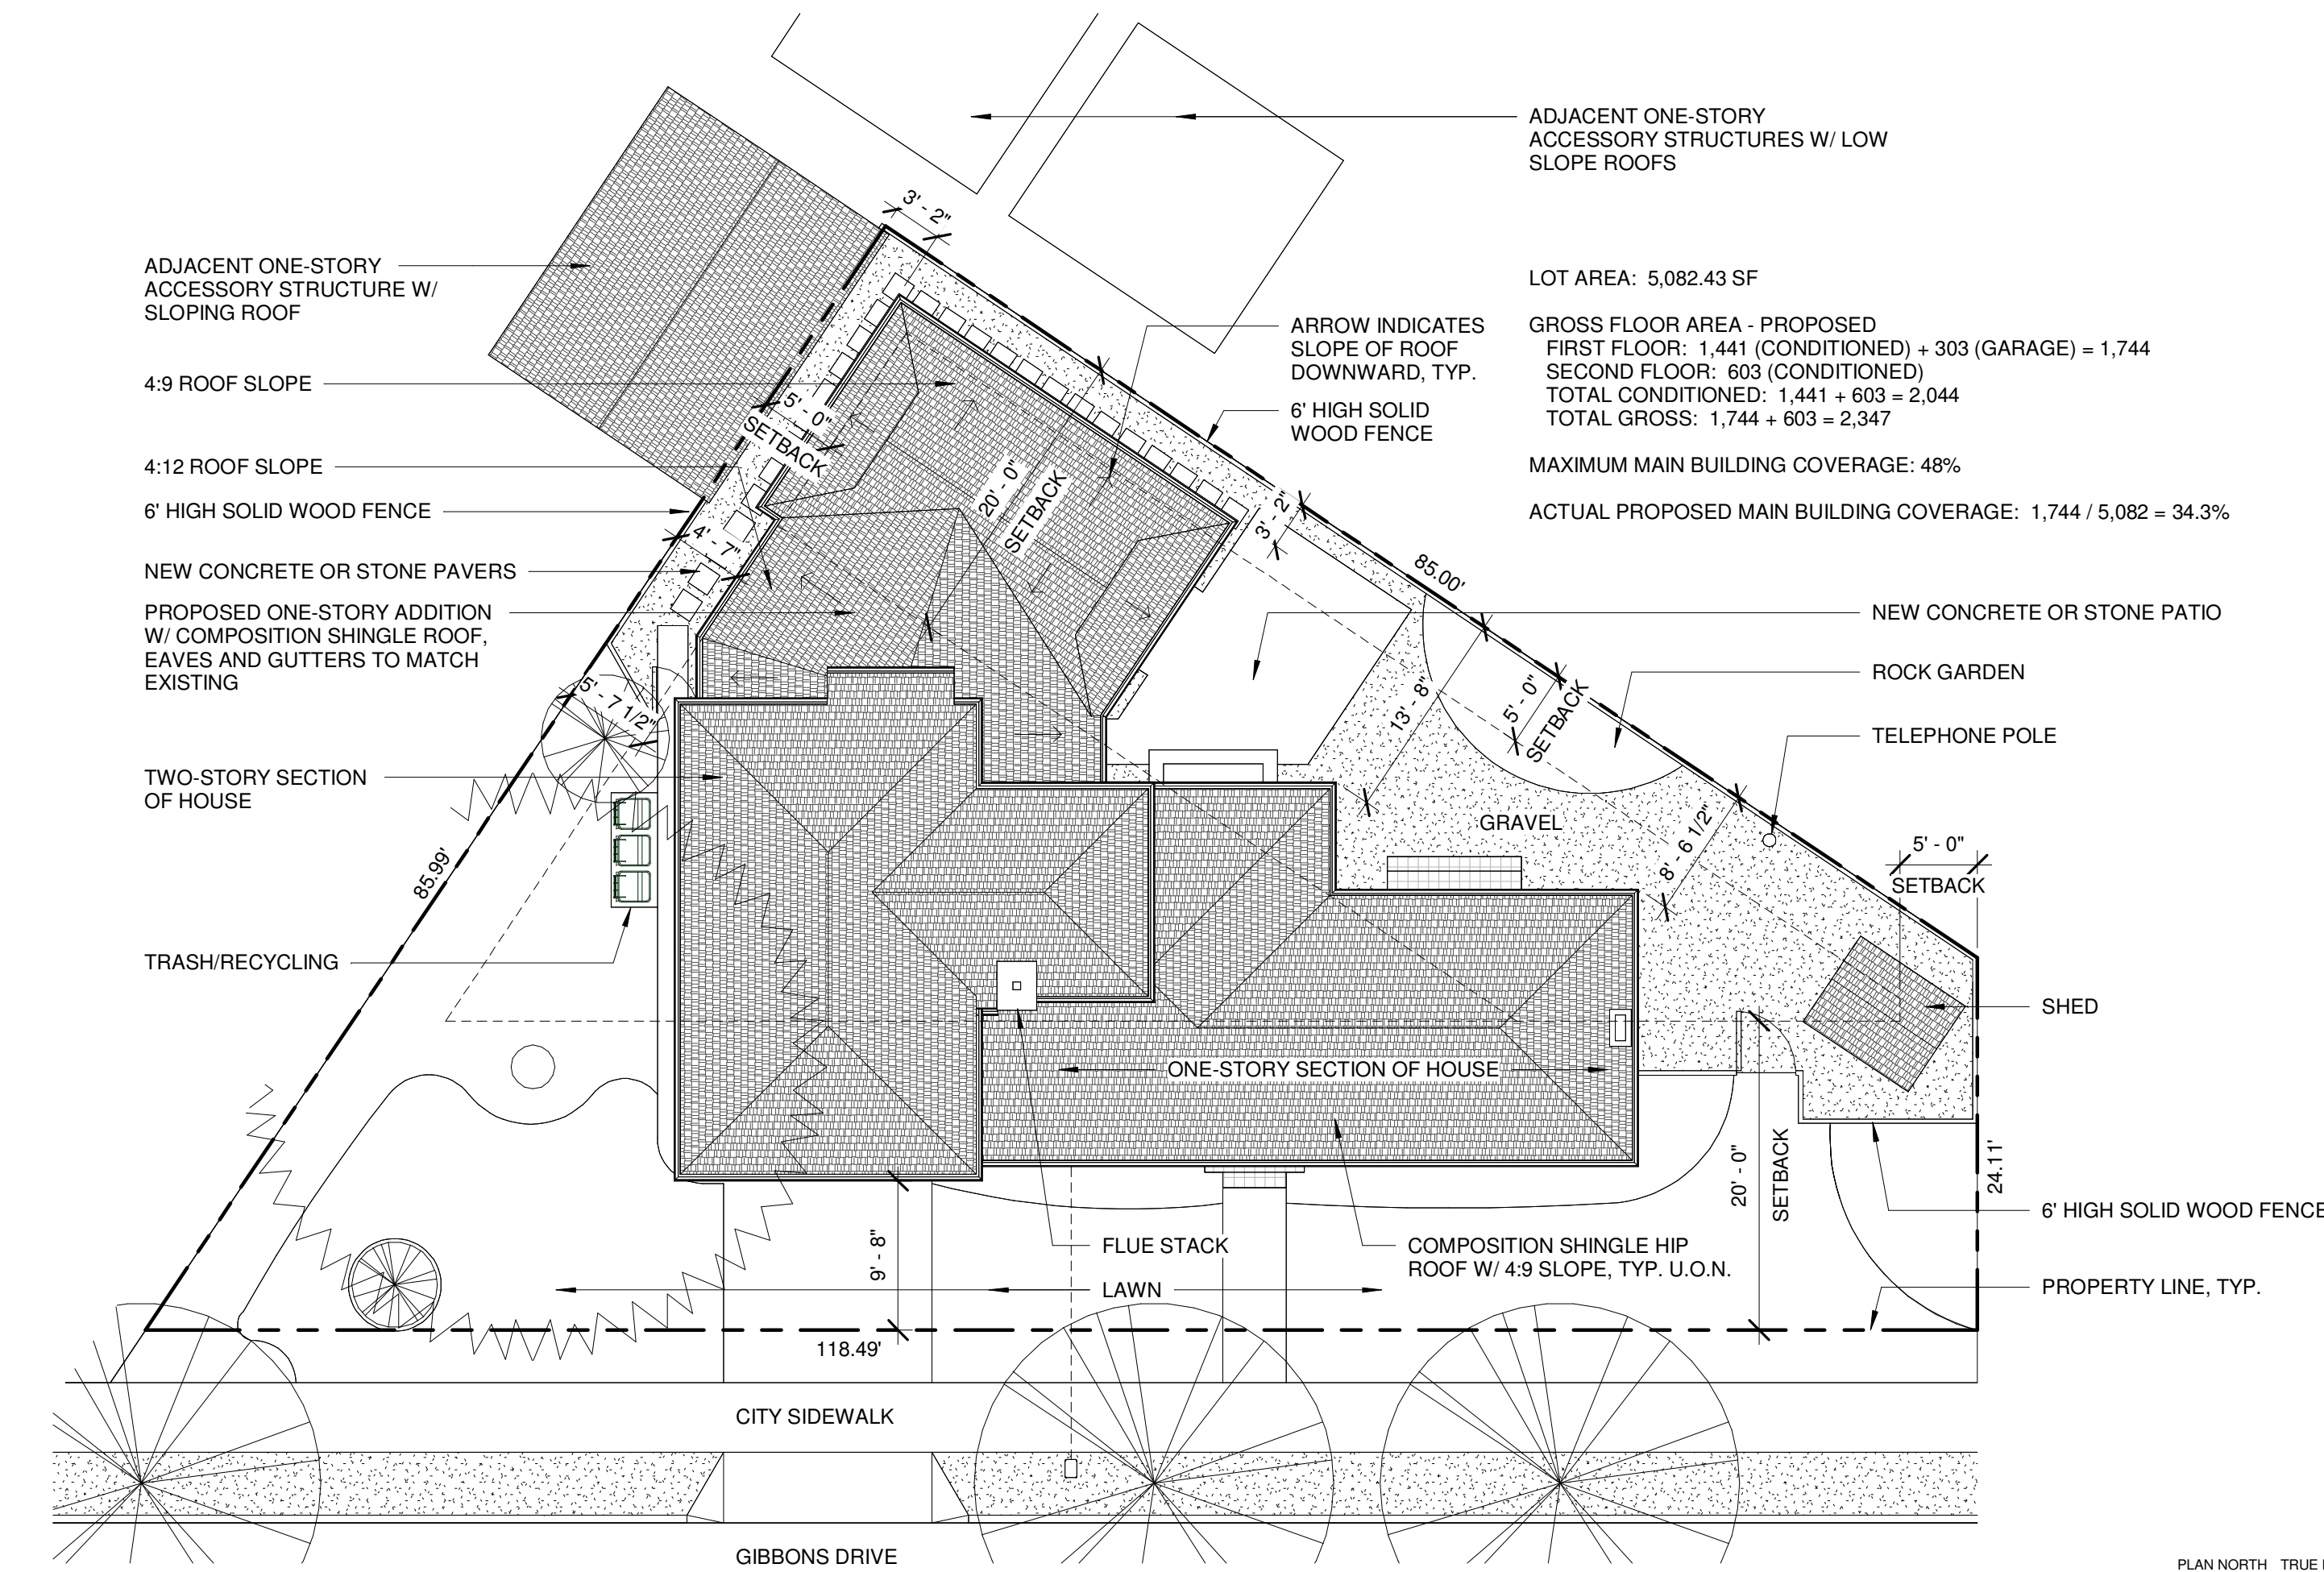 ADJACENT ONE-STORY
ACCESSORY STRUCTURES W/ LOW
SLOPE ROOFS
3' - 2"
ADJACENT ONE-STORY
ACCESSORY STRUCTURE W/
SLOPING ROOF
4:9 ROOF SLOPE
4:12 ROOF SLOPE
6' HIGH SOLID WOOD FENCE
NEW CONCRETE OR STONE PAVERS
PROPOSED ONE-STORY ADDITION
W/ COMPOSITION SHINGLE ROOF,
EAVES AND GUTTERS TO MATCH
EXISTING
TWO-STORY SECTION
OF HOUSE
TRASH/RECYCLING
5' - 0"
SETBACK
4' - 7"
5' - 7 1/2"
85.99'
20' - 0"
SETBACK
ARROW INDICATES
SLOPE OF ROOF
DOWNWARD, TYP.
6' HIGH SOLID
WOOD FENCE
LOT AREA: 5,082.43 SF
GROSS FLOOR AREA - PROPOSED
FIRST FLOOR: 1,441 (CONDITIONED) + 303 (GARAGE) = 1,744
SECOND FLOOR: 603 (CONDITIONED)
TOTAL CONDITIONED: 1,441 + 603 = 2,044
TOTAL GROSS: 1,744 + 603 = 2,347
MAXIMUM MAIN BUILDING COVERAGE: 48%
ACTUAL PROPOSED MAIN BUILDING COVERAGE: 1,744 / 5,082 = 34.3%
3' - 2"
85.00'
NEW CONCRETE OR STONE PATIO
ROCK GARDEN
TELEPHONE POLE
13' - 8"
5' - 0"
SETBACK
GRAVEL
8' - 6 1/2"
5' - 0"
SETBACK
SHED
ONE-STORY SECTION OF HOUSE
20' - 0"
SETBACK
24.11'
6' HIGH SOLID WOOD FENCE
PROPERTY LINE, TYP.
9' - 8"
FLUE STACK
COMPOSITION SHINGLE HIP
ROOF W/ 4:9 SLOPE, TYP. U.O.N.
LAWN
118.49'
CITY SIDEWALK
GIBBONS DRIVE
PLAN NORTH TRUE